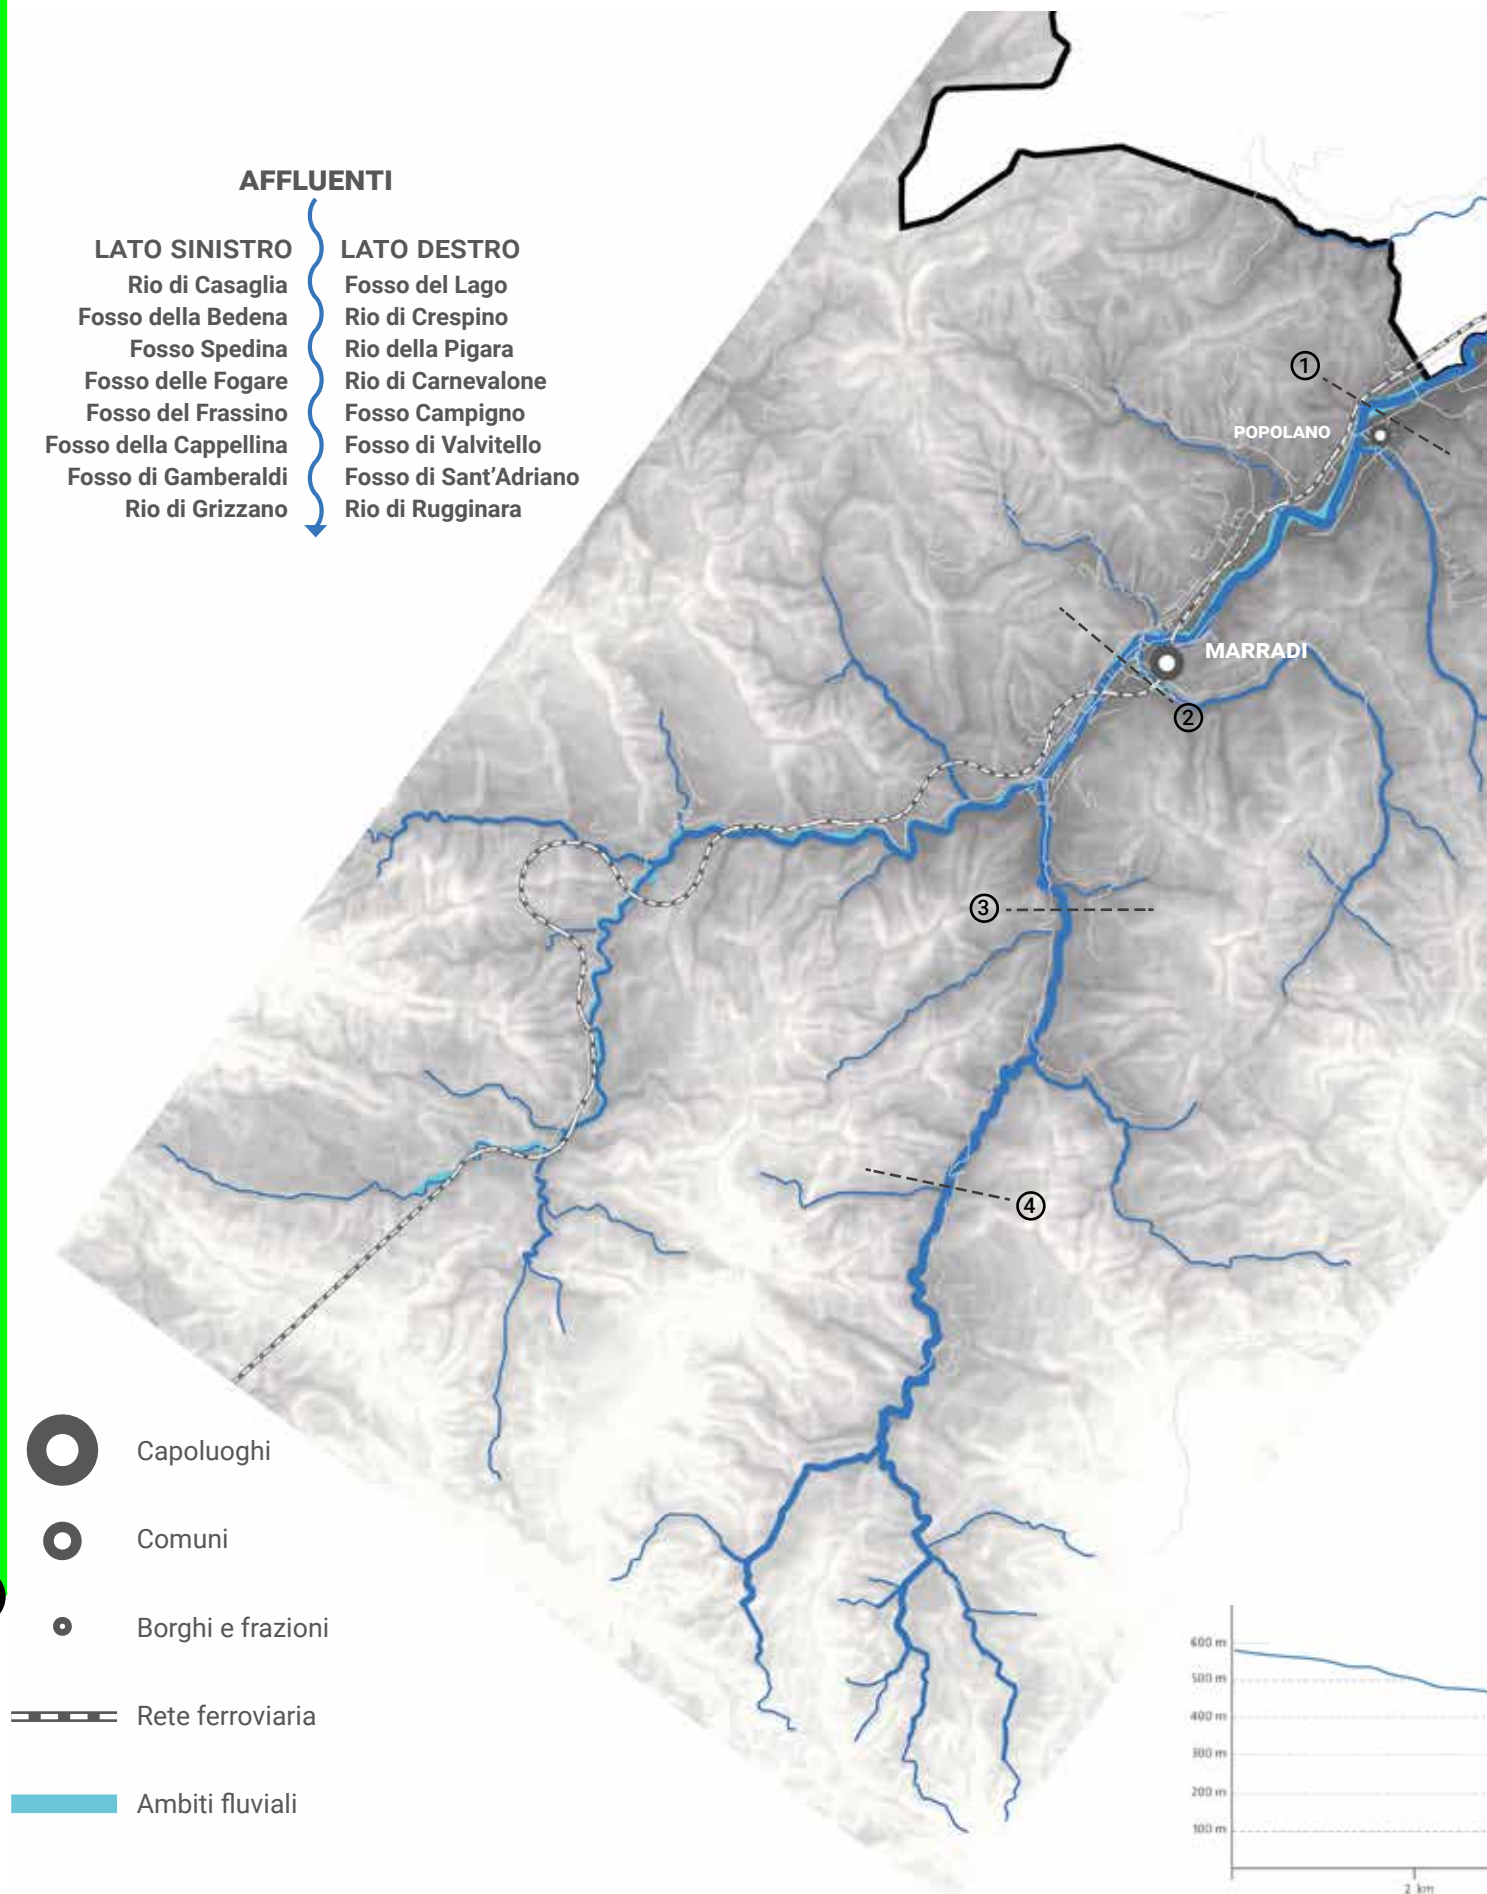 AFFLUENTI
LATO SINISTRO
Rio di Casaglia
Fosso della Bedena
Fosso Spedina
Fosso delle Fogare
Fosso del Frassino
Fosso della Cappellina
Fosso di Gamberaldi
Rio di Grizzano
LATO DESTRO
Fosso del Lago
Rio di Crespino
Rio della Pigara
Rio di Carnevalone
Fosso Campigno
Fosso di Valvitello
Fosso di Sant'Adriano
Rio di Rugginara
1
POPOLANO
MARRADI
2
3
4
Capoluoghi
Comuni
Borghi e frazioni
Rete ferroviaria
Ambiti fluviali
600 m
500 m
400 m
300 m
200 m
100 m
2 km